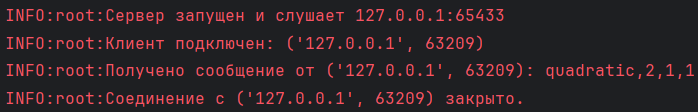 INFO:root:Сервер запущен и слушает 127.0.0.1:65433
INFO:root:Клиент подключен: ('127.0.0.1', 63209)
INFO:root:Получено сообщение от ('127.0.0.1', 63209): quadratic,2,1,1
INFO:root:Соединение с ('127.0.0.1', 63209) закрыто.